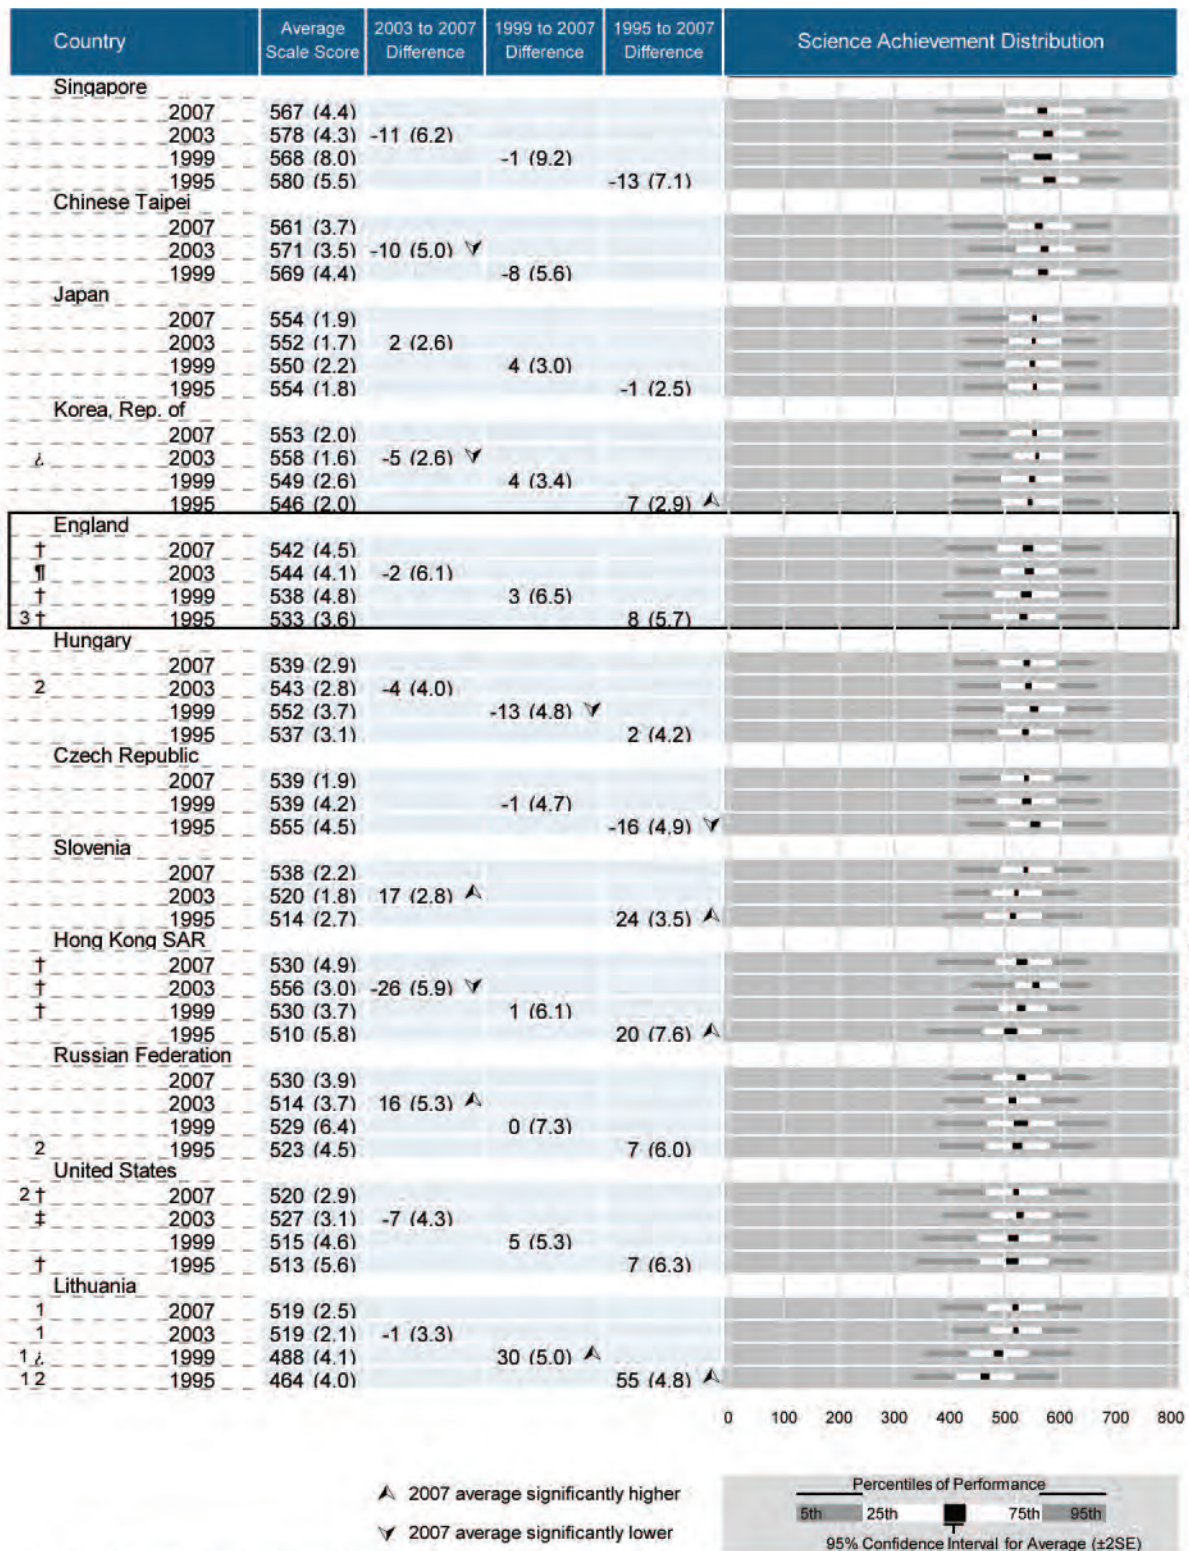 Country Average Scale Score 2003 to 2007 Difference 1999 to 2007 Difference 1995 to 2007 Difference Science Achievement Distribution
Singapore
2007 567 (4.4)
2003 578 (4.3) -11 (6.2)
1999 568 (8.0) -1 (9.2)
1995 580 (5.5) -13 (7.1)
Chinese Taipei
2007 561 (3.7)
2003 571 (3.5) -10 (5.0)
1999 569 (4.4) -8 (5.6)
Japan
2007 554 (1.9)
2003 552 (1.7) 2 (2.6)
1999 550 (2.2) 4 (3.0)
1995 554 (1.8) -1 (2.5)
Korea, Rep. of
2007 553 (2.0)
¿ 2003 558 (1.6) -5 (2.6)
1999 549 (2.6) 4 (3.4)
1995 546 (2.0) 7 (2.9)
England
† 2007 542 (4.5)
¶ 2003 544 (4.1) -2 (6.1)
† 1999 538 (4.8) 3 (6.5)
3 † 1995 533 (3.6) 8 (5.7)
Hungary
2007 539 (2.9)
2 2003 543 (2.8) -4 (4.0)
1999 552 (3.7) -13 (4.8)
1995 537 (3.1) 2 (4.2)
Czech Republic
2007 539 (1.9)
1999 539 (4.2) -1 (4.7)
1995 555 (4.5) -16 (4.9)
Slovenia
2007 538 (2.2)
2003 520 (1.8) 17 (2.8)
1995 514 (2.7) 24 (3.5)
Hong Kong SAR
† 2007 530 (4.9)
† 2003 556 (3.0) -26 (5.9)
† 1999 530 (3.7) 1 (6.1)
1995 510 (5.8) 20 (7.6)
Russian Federation
2007 530 (3.9)
2003 514 (3.7) 16 (5.3)
1999 529 (6.4) 0 (7.3)
2 1995 523 (4.5) 7 (6.0)
United States
2 † 2007 520 (2.9)
‡ 2003 527 (3.1) -7 (4.3)
1999 515 (4.6) 5 (5.3)
† 1995 513 (5.6) 7 (6.3)
Lithuania
1 2007 519 (2.5)
1 2003 519 (2.1) -1 (3.3)
1 ¿ 1999 488 (4.1) 30 (5.0)
1 2 1995 464 (4.0) 55 (4.8)
0 100 200 300 400 500 600 700 800
2007 average significantly higher
2007 average significantly lower
Percentiles of Performance
5th 25th 75th 95th
95% Confidence Interval for Average (±2SE)